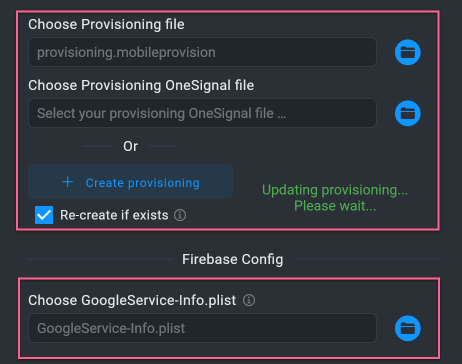 Choose Provisioning file
provisioning.mobileprovision
Choose Provisioning OneSignal file
Select your provisioning OneSignal file ...
Or
+ Create provisioning
Updating provisioning...
Please wait...
Re-create if exists
Firebast Config
Choose GoogleService-Info.plist
GoogleService-Info.plist